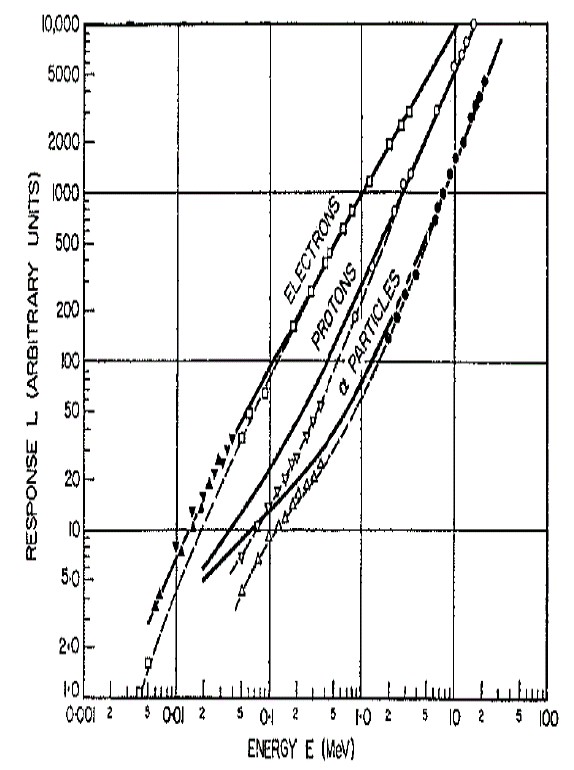 10,000
5000
2000
1000
500
200
100
50
20
10
5·0
2·0
1·0
RESPONSE L (ARBITRARY UNITS)
ELECTRONS
PROTONS
α PARTICLES
0·001 2 5 0·01 2 5 0·1 2 5 1·0 2 5 10 2 5 100
ENERGY E (MeV)